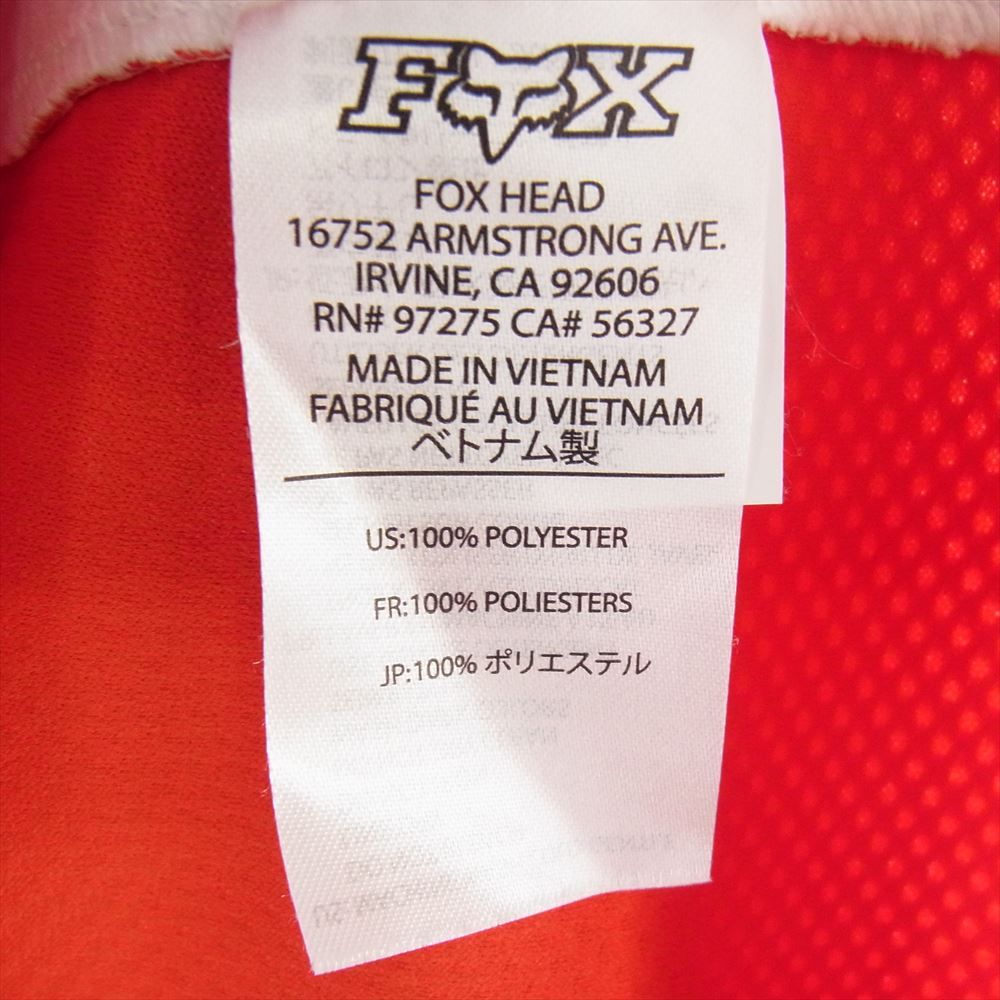 FOX
FOX HEAD
16752 ARMSTRONG AVE.
IRVINE, CA 92606
RN# 97275 CA# 56327
MADE IN VIETNAM
FABRIQUÉ AU VIETNAM
ベトナム製
US:100% POLYESTER
FR:100% POLIESTERS
JP:100% ポリエステル